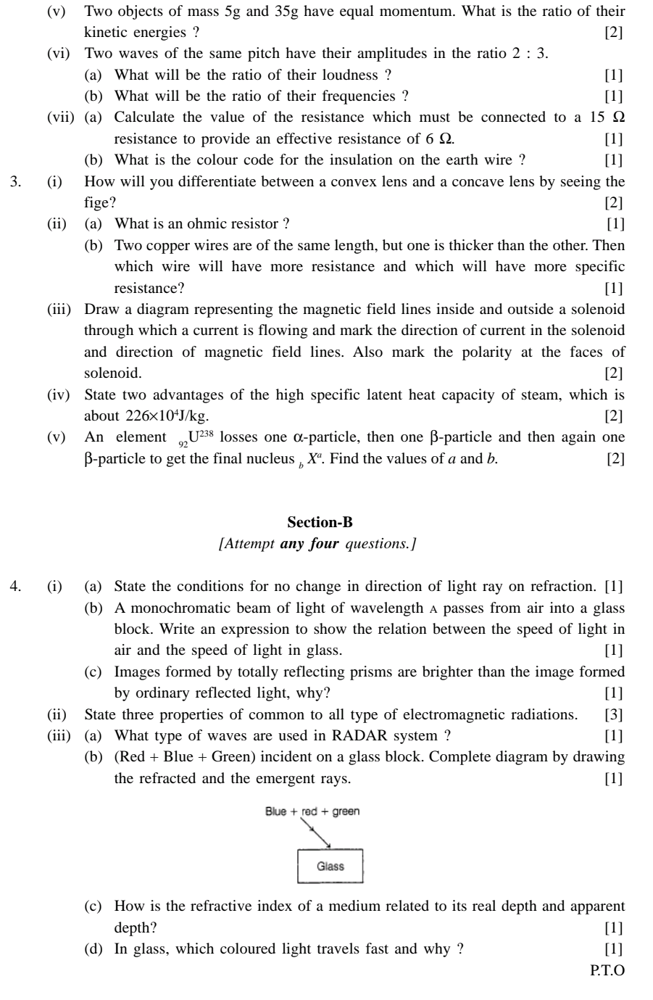 (v) Two objects of mass 5g and 35g have equal momentum. What is the ratio of their
kinetic energies ? [2]
(vi) Two waves of the same pitch have their amplitudes in the ratio 2 : 3.
(a) What will be the ratio of their loudness ? [1]
(b) What will be the ratio of their frequencies ? [1]
(vii) (a) Calculate the value of the resistance which must be connected to a 15 Ω
resistance to provide an effective resistance of 6 Ω. [1]
(b) What is the colour code for the insulation on the earth wire ? [1]
3. (i) How will you differentiate between a convex lens and a concave lens by seeing the
fige? [2]
(ii) (a) What is an ohmic resistor ? [1]
(b) Two copper wires are of the same length, but one is thicker than the other. Then
which wire will have more resistance and which will have more specific
resistance? [1]
(iii) Draw a diagram representing the magnetic field lines inside and outside a solenoid
through which a current is flowing and mark the direction of current in the solenoid
and direction of magnetic field lines. Also mark the polarity at the faces of
solenoid. [2]
(iv) State two advantages of the high specific latent heat capacity of steam, which is
about 226×10⁴J/kg. [2]
(v) An element ₉₂U²³⁸ losses one α-particle, then one β-particle and then again one
β-particle to get the final nucleus b Xᵃ. Find the values of a and b. [2]
Section-B
[Attempt any four questions.]
4. (i) (a) State the conditions for no change in direction of light ray on refraction. [1]
(b) A monochromatic beam of light of wavelength A passes from air into a glass
block. Write an expression to show the relation between the speed of light in
air and the speed of light in glass. [1]
(c) Images formed by totally reflecting prisms are brighter than the image formed
by ordinary reflected light, why? [1]
(ii) State three properties of common to all type of electromagnetic radiations. [3]
(iii) (a) What type of waves are used in RADAR system ? [1]
(b) (Red + Blue + Green) incident on a glass block. Complete diagram by drawing
the refracted and the emergent rays. [1]
Blue + red + green
Glass
(c) How is the refractive index of a medium related to its real depth and apparent
depth? [1]
(d) In glass, which coloured light travels fast and why ? [1]
P.T.O